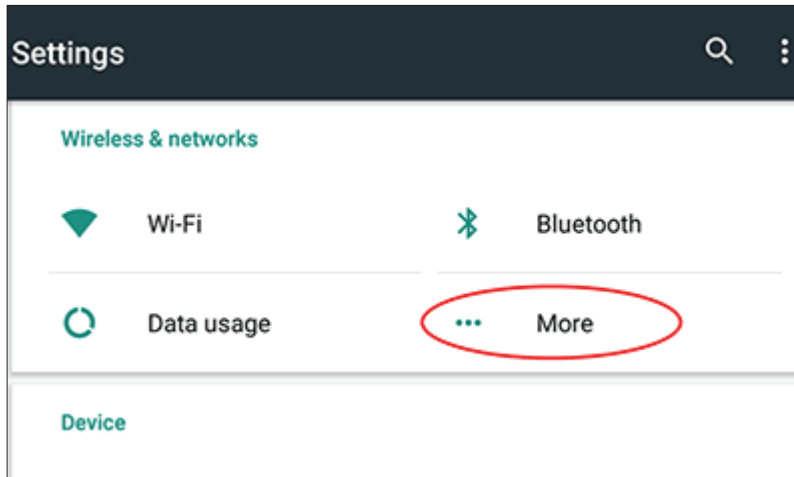 Settings
Wireless & networks
Wi-Fi
Bluetooth
Data usage
More
Device